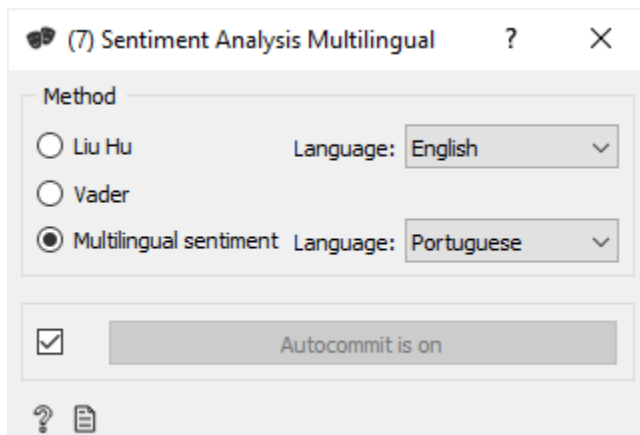 (7) Sentiment Analysis Multilingual ?
Method
Liu Hu Language: English
Vader
Multilingual sentiment Language: Portuguese
Autocommit is on
?